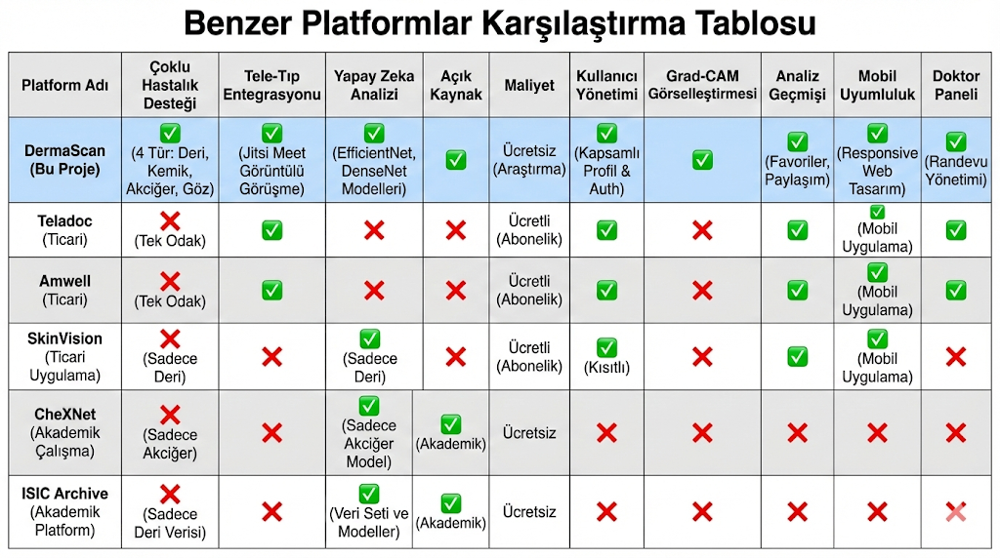 Benzer Platformlar Karşılaştırma Tablosu
Platform Adı
Çoklu
Hastalık
Desteği
Tele-Tıp
Entegrasyonu
Yapay Zeka
Analizi
Açık
Kaynak
Maliyet
Kullanıcı
Yönetimi
Grad-CAM
Görselleştirmesi
Analiz
Geçmişi
Mobil
Uyumluluk
Doktor
Paneli
DermaScan
(Bu Proje)
✅
(4 Tür: Deri,
Kemik,
Akciğer, Göz)
✅
(Jitsi Meet
Görüntülü
Görüşme)
✅
(EfficientNet,
DenseNet
Modelleri)
✅
Ücretsiz
(Araştırma)
✅
(Kapsamlı
Profil &
Auth)
✅
✅
(Favoriler,
Paylaşım)
✅
(Responsive
Web
Tasarım)
✅
(Randevu
Yönetimi)
Teladoc
(Ticari)
❌
(Tek Odak)
✅
❌
❌
Ücretli
(Abonelik)
✅
❌
✅
✅
(Mobil
Uygulama)
✅
Amwell
(Ticari)
❌
(Tek Odak)
✅
❌
❌
Ücretli
(Abonelik)
✅
❌
✅
✅
(Mobil
Uygulama)
✅
SkinVision
(Ticari
Uygulama)
❌
(Sadece
Deri)
❌
✅
(Sadece
Deri)
❌
Ücretli
(Abonelik)
✅
(Kısıtlı)
❌
✅
✅
(Mobil
Uygulama)
❌
CheXNet
(Akademik
Çalışma)
❌
(Sadece
Akciğer)
❌
✅
(Sadece
Akciğer
Model)
✅
(Akademik)
Ücretsiz
❌
❌
❌
❌
❌
ISIC Archive
(Akademik
Platform)
❌
(Sadece
Deri Verisi)
❌
✅
(Veri Seti ve
Modeller)
✅
(Akademik)
Ücretsiz
❌
❌
❌
❌
❌